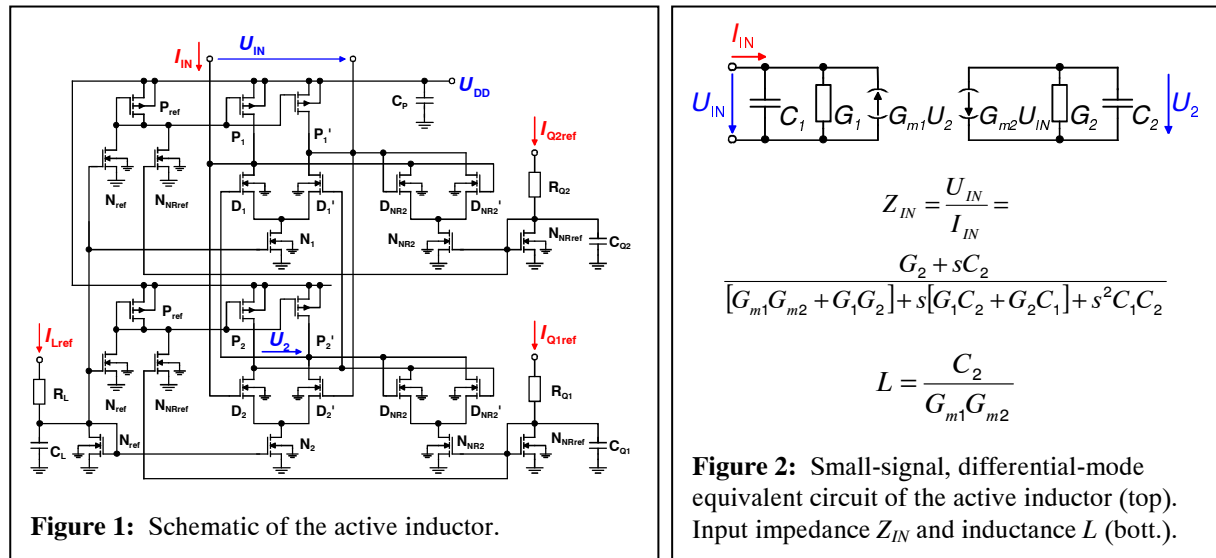 I_IN
U_IN
U_DD
C_P
P_ref
P_1
P_1'
I_Q2ref
R_Q2
N_ref
N_NRref
D_1
D_1'
D_NR2
D_NR2'
N_1
N_NR2
N_NRref
C_Q2
P_ref
P_2
P_2'
U_2
I_Lref
I_Q1ref
R_L
R_Q1
N_ref
N_NRref
D_2
D_2'
D_NR2
D_NR2'
C_L
N_ref
N_2
N_NR2
N_NRref
C_Q1
Figure 1: Schematic of the active inductor.
I_IN
U_IN
C_1
G_1
G_m1U_2
G_m2U_IN
G_2
C_2
U_2
Z_IN = U_IN / I_IN =
G_2 + sC_2
[G_m1G_m2 + G_1G_2] + s[G_1C_2 + G_2C_1] + s^2C_1C_2
L = C_2 / G_m1G_m2
Figure 2: Small-signal, differential-mode
equivalent circuit of the active inductor (top).
Input impedance Z_IN and inductance L (bott.).